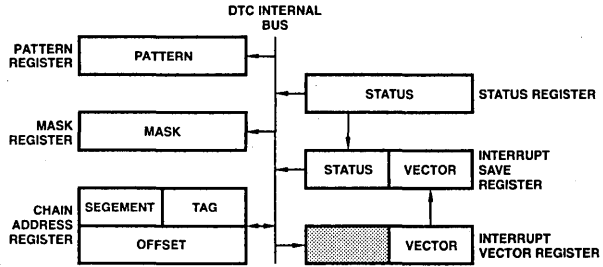 DTC INTERNAL
BUS
PATTERN
REGISTER
PATTERN
STATUS
STATUS REGISTER
MASK
REGISTER
MASK
STATUS
VECTOR
INTERRUPT
SAVE
REGISTER
CHAIN
ADDRESS
REGISTER
SEGEMENT
TAG
OFFSET
VECTOR
INTERRUPT
VECTOR REGISTER